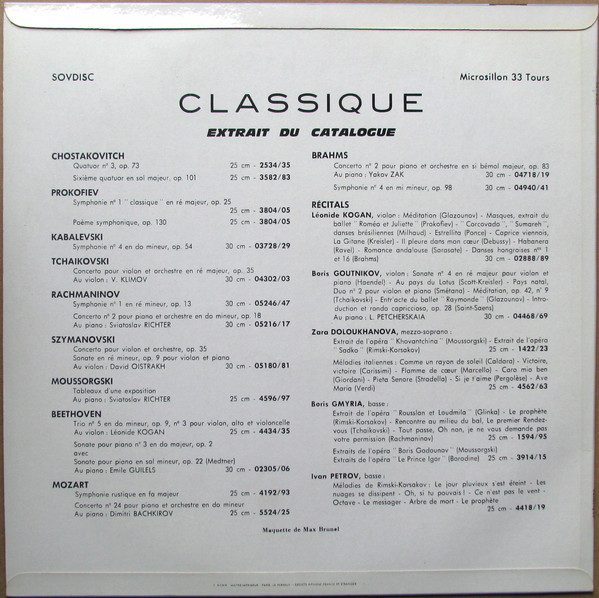 SOVDISC
Microsillon 33 Tours
CLASSIQUE
EXTRAIT DU CATALOGUE
CHOSTAKOVITCH
Quatuor n° 3, op. 73 25 cm - 2534/35
Sixième quatuor en sol majeur, op. 101 25 cm - 3582/83
PROKOFIEV
Symphonie n° 1 " classique " en ré majeur, op. 25
25 cm - 3804/05
Poème symphonique, op. 130 25 cm - 3804/05
KABALEVSKI
Symphonie n° 4 en do mineur, op. 54 30 cm - 03728/29
TCHAIKOVSKI
Concerto pour violon et orchestre en ré majeur, op. 35
Au violon : V. KLIMOV 30 cm - 04302/03
RACHMANINOV
Symphonie n° 1 en ré mineur, op. 13 30 cm - 05246/47
Concerto n° 2 pour piano et orchestre en do mineur, op. 18
Au piano : Sviatoslav RICHTER 30 cm - 05216/17
SZYMANOVSKI
Concerto pour violon et orchestre, op. 35
Sonate en ré mineur, op. 9 pour violon et piano
Au violon : David OISTRAKH 30 cm - 05180/81
MOUSSORGSKI
Tableaux d'une exposition
Au piano : Sviatoslav RICHTER 25 cm - 4596/97
BEETHOVEN
Trio n° 5 en do mineur, op. 9, n° 3 pour violon, alto et violoncelle
Au violon : Léonide KOGAN 25 cm - 4434/35
Sonate pour piano n° 3 en do majeur, op. 2
avec
Sonate pour piano en sol mineur, op. 22 (Medtner)
Au piano : Emile GUILELS 30 cm - 02305/06
MOZART
Symphonie rustique en fa majeur 25 cm - 4192/93
Concerto n° 24 pour piano et orchestre en do mineur
Au piano : Dimitri BACHKIROV 25 cm - 5524/25
BRAHMS
Concerto n° 2 pour piano et orchestre en si bémol majeur, op. 83
Au piano : Yakov ZAK 30 cm - 04718/19
Symphonie n° 4 en mi mineur, op. 98 30 cm - 04940/41
RÉCITALS
Léonide KOGAN, violon : Méditation (Glazounov) - Masques, extrait du
ballet " Roméo et Juliette " (Prokofiev) - " Corcovado ", " Sumareh ",
danses brésiliennes (Milhaud) - Estrellita (Ponce) - Caprice viennois,
La Gitane (Kreisler) - Il pleure dans mon cœur (Debussy) - Habanera
(Ravel) - Romance andalouse (Sarasate) - Danses hongroises n°s 1
et 16 (Brahms) 30 cm - 02888/89
Boris GOUTNIKOV, violon : Sonate n° 4 en ré majeur pour violon et
piano (Haendel) - Au pays du Lotus (Scott-Kreisler) - Pays natal,
Duo n° 2 pour violon et piano (Smétana) - Méditation, op. 42, n° 9
(Tchaikovski) - Entr'acte du ballet " Raymonde " (Glazounov) - Intro-
duction et rondo capriccioso, op. 28 (Saint-Saens)
Au piano : L. PETCHERSKAIA 30 cm - 04468/69
Zara DOLOUKHANOVA, mezzo-soprano :
Extrait de l'opéra " Khovantchina " (Moussorgski) - Extrait de l'opéra
" Sadko " (Rimski-Korsakov) 25 cm - 1422/23
Mélodies italiennes : Comme un rayon de soleil (Caldara) - Victoire,
victoire (Carissimi) - Flamme de cœur (Marcello) - Caro mio ben
(Giordani) - Pieta Senore (Stradella) - Si je t'aime (Pergolèse) - Ave
Maria (Verdi) 25 cm - 4562/63
Boris GMYRIA, basse :
Extrait de l'opéra " Rousslan et Loudmila " (Glinka) - Le prophète
(Rimski-Korsakov) - Rencontre au milieu du bal, Le premier Rendez-
vous (Tchaikovski) - Tout passe, Oh non, je ne vous demande pas
votre permission (Rachmaninov) 25 cm - 1594/95
Extraits de l'opéra " Boris Godounov " (Moussorgski)
Extraits de l'opéra " Le Prince Igor " (Borodine) 25 cm - 3914/15
Ivan PETROV, basse :
Mélodies de Rimski-Korsakov : Le jour pluvieux s'est éteint - Les
nuages se dissipent - Oh, si tu pouvais ! - Ce n'est pas le vent -
Octave - Le messager - Arbre de mort - Le prophète
25 cm - 4418/19
Maquette de Max Brunel